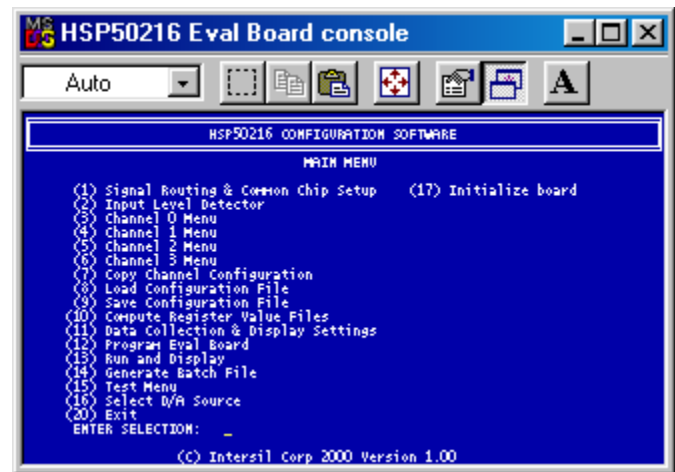 HSP50216 Eval Board console
Auto
A
HSP50216 CONFIGURATION SOFTWARE
MAIN MENU
(1) Signal Routing & Common Chip Setup (17) Initialize board
(2) Input Level Detector
(3) Channel 0 Menu
(4) Channel 1 Menu
(5) Channel 2 Menu
(6) Channel 3 Menu
(7) Copy Channel Configuration
(8) Load Configuration File
(9) Save Configuration File
(10) Compute Register Value Files
(11) Data Collection & Display Settings
(12) Program Eval Board
(13) Run and Display
(14) Generate Batch File
(15) Test Menu
(16) Select D/A Source
(20) Exit
ENTER SELECTION: _
(C) Intersil Corp 2000 Version 1.00